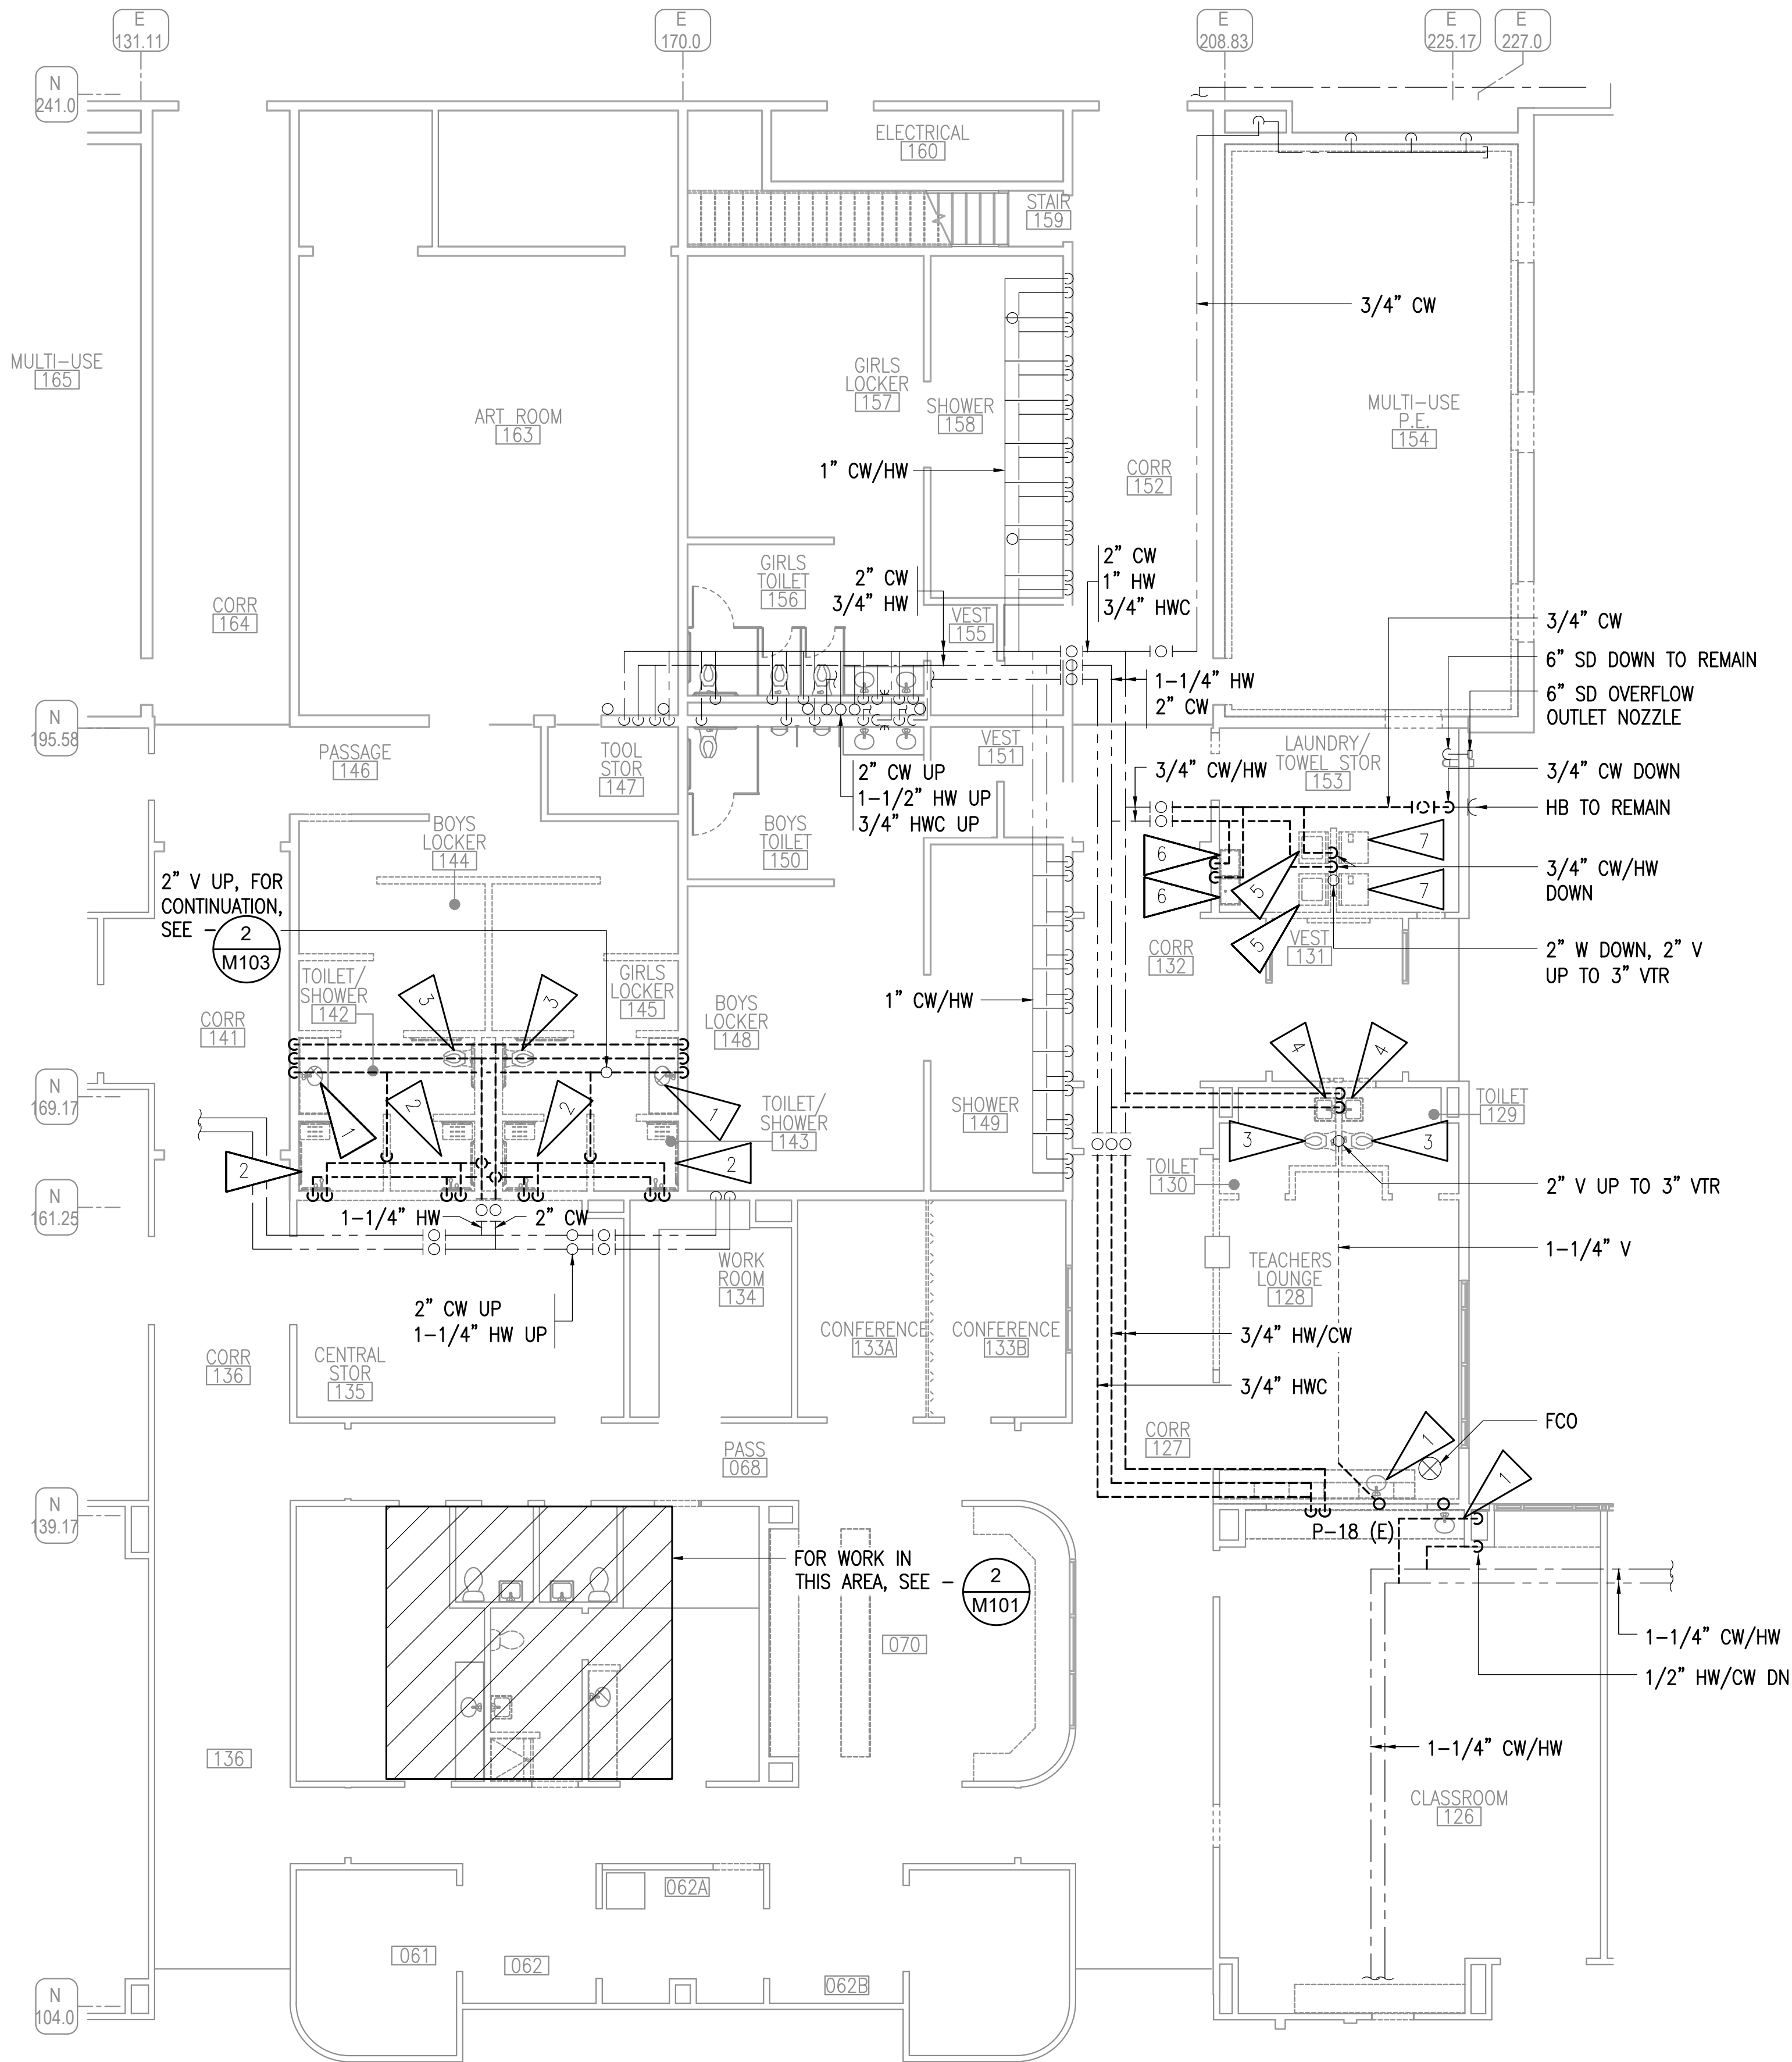 E
131.11
E
170.0
E
208.83
E
225.17
E
227.0
N
241.0
ELECTRICAL
160
STAIR
159
3/4" CW
MULTI-USE
165
GIRLS
LOCKER
157
SHOWER
158
ART ROOM
163
MULTI-USE
P.E.
154
1" CW/HW
CORR
152
2" CW
3/4" HW
2" CW
1" HW
3/4" HWC
GIRLS
TOILET
156
CORR
164
VEST
155
3/4" CW
6" SD DOWN TO REMAIN
1-1/4" HW
2" CW
6" SD OVERFLOW
OUTLET NOZZLE
N
195.58
PASSAGE
146
TOOL
STOR
147
VEST
151
LAUNDRY/
TOWEL STOR
153
3/4" CW/HW
3/4" CW DOWN
2" CW UP
1-1/2" HW UP
3/4" HWC UP
HB TO REMAIN
BOYS
LOCKER
144
BOYS
TOILET
150
6
6
5
5
7
7
3/4" CW/HW
DOWN
2" V UP, FOR
CONTINUATION,
SEE -
2
M103
CORR
132
VEST
131
2" W DOWN, 2" V
UP TO 3" VTR
TOILET/
SHOWER
142
3
3
GIRLS
LOCKER
145
BOYS
LOCKER
148
1" CW/HW
CORR
141
4
4
N
169.17
1
2
2
1
TOILET/
SHOWER
143
SHOWER
149
TOILET
129
3
3
2
2
TOILET
130
2" V UP TO 3" VTR
N
161.25
1-1/4" HW
2" CW
1-1/4" V
WORK
ROOM
134
TEACHERS
LOUNGE
128
2" CW UP
1-1/4" HW UP
CONFERENCE
133A
CONFERENCE
133B
3/4" HW/CW
CORR
136
CENTRAL
STOR
135
3/4" HWC
FCO
CORR
127
1
1
PASS
068
N
139.17
P-18 (E)
FOR WORK IN
THIS AREA, SEE -
2
M101
070
1-1/4" CW/HW
1/2" HW/CW DN
136
1-1/4" CW/HW
CLASSROOM
126
062A
061
062
062B
N
104.0